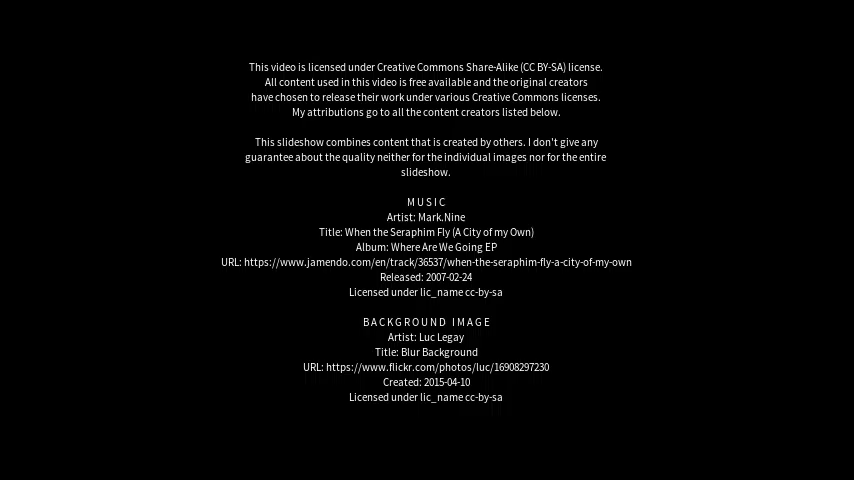 This video is licensed under Creative Commons Share-Alike (CC BY-SA) license.
All content used in this video is free available and the original creators
have chosen to release their work under various Creative Commons licenses.
My attributions go to all the content creators listed below.
This slideshow combines content that is created by others. I don't give any
guarantee about the quality neither for the individual images nor for the entire
slideshow.
MUSIC
Artist: Mark.Nine
Title: When the Seraphim Fly (A City of my Own)
Album: Where Are We Going EP
URL: https://www.jamendo.com/en/track/36537/when-the-seraphim-fly-a-city-of-my-own
Released: 2007-02-24
Licensed under lic_name cc-by-sa
BACKGROUND IMAGE
Artist: Luc Legay
Title: Blur Background
URL: https://www.flickr.com/photos/luc/16908297230
Created: 2015-04-10
Licensed under lic_name cc-by-sa